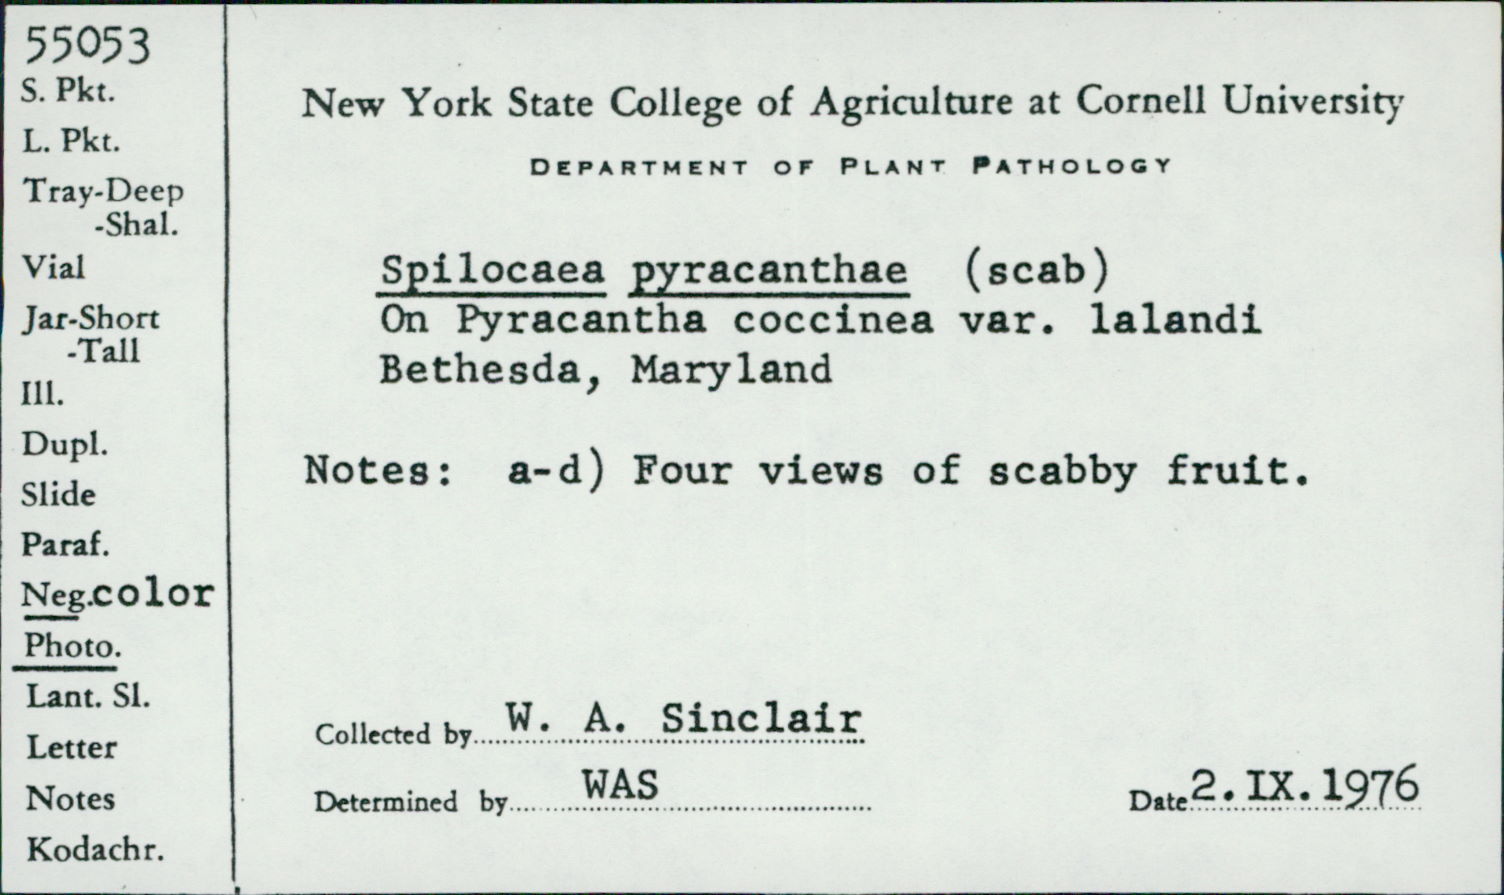 55053
S. Pkt.
L. Pkt.
Tray-Deep
-Shal.
Vial
Jar-Short
-Tall
Ill.
Dupl.
Slide
Paraf.
Neg.color
Photo.
Lant. Sl.
Letter
Notes
Kodachr.
New York State College of Agriculture at Cornell University
DEPARTMENT OF PLANT PATHOLOGY
Spilocaea pyracanthae (scab)
On Pyracantha coccinea var. lalandi
Bethesda, Maryland
Notes: a-d) Four views of scabby fruit.
Collected by W. A. Sinclair
Determined by WAS
Date 2.IX.1976